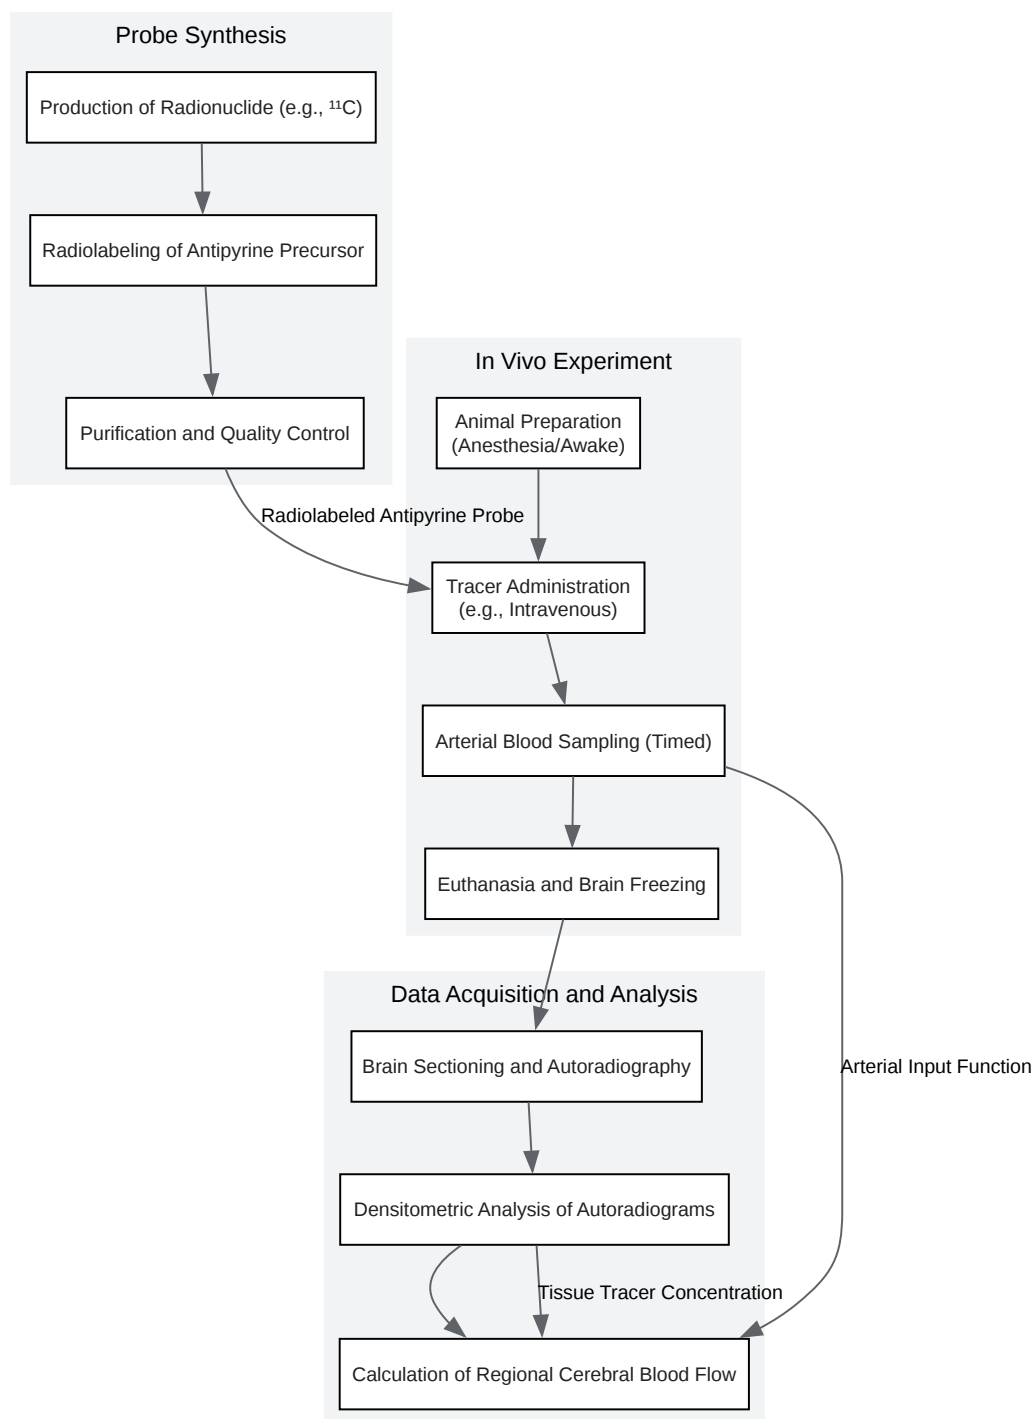 Probe Synthesis
Production of Radionuclide (e.g., ¹¹C)
Radiolabeling of Antipyrine Precursor
Purification and Quality Control
In Vivo Experiment
Animal Preparation
(Anesthesia/Awake)
Radiolabeled Antipyrine Probe
Tracer Administration
(e.g., Intravenous)
Arterial Blood Sampling (Timed)
Euthanasia and Brain Freezing
Data Acquisition and Analysis
Brain Sectioning and Autoradiography
Arterial Input Function
Densitometric Analysis of Autoradiograms
Tissue Tracer Concentration
Calculation of Regional Cerebral Blood Flow